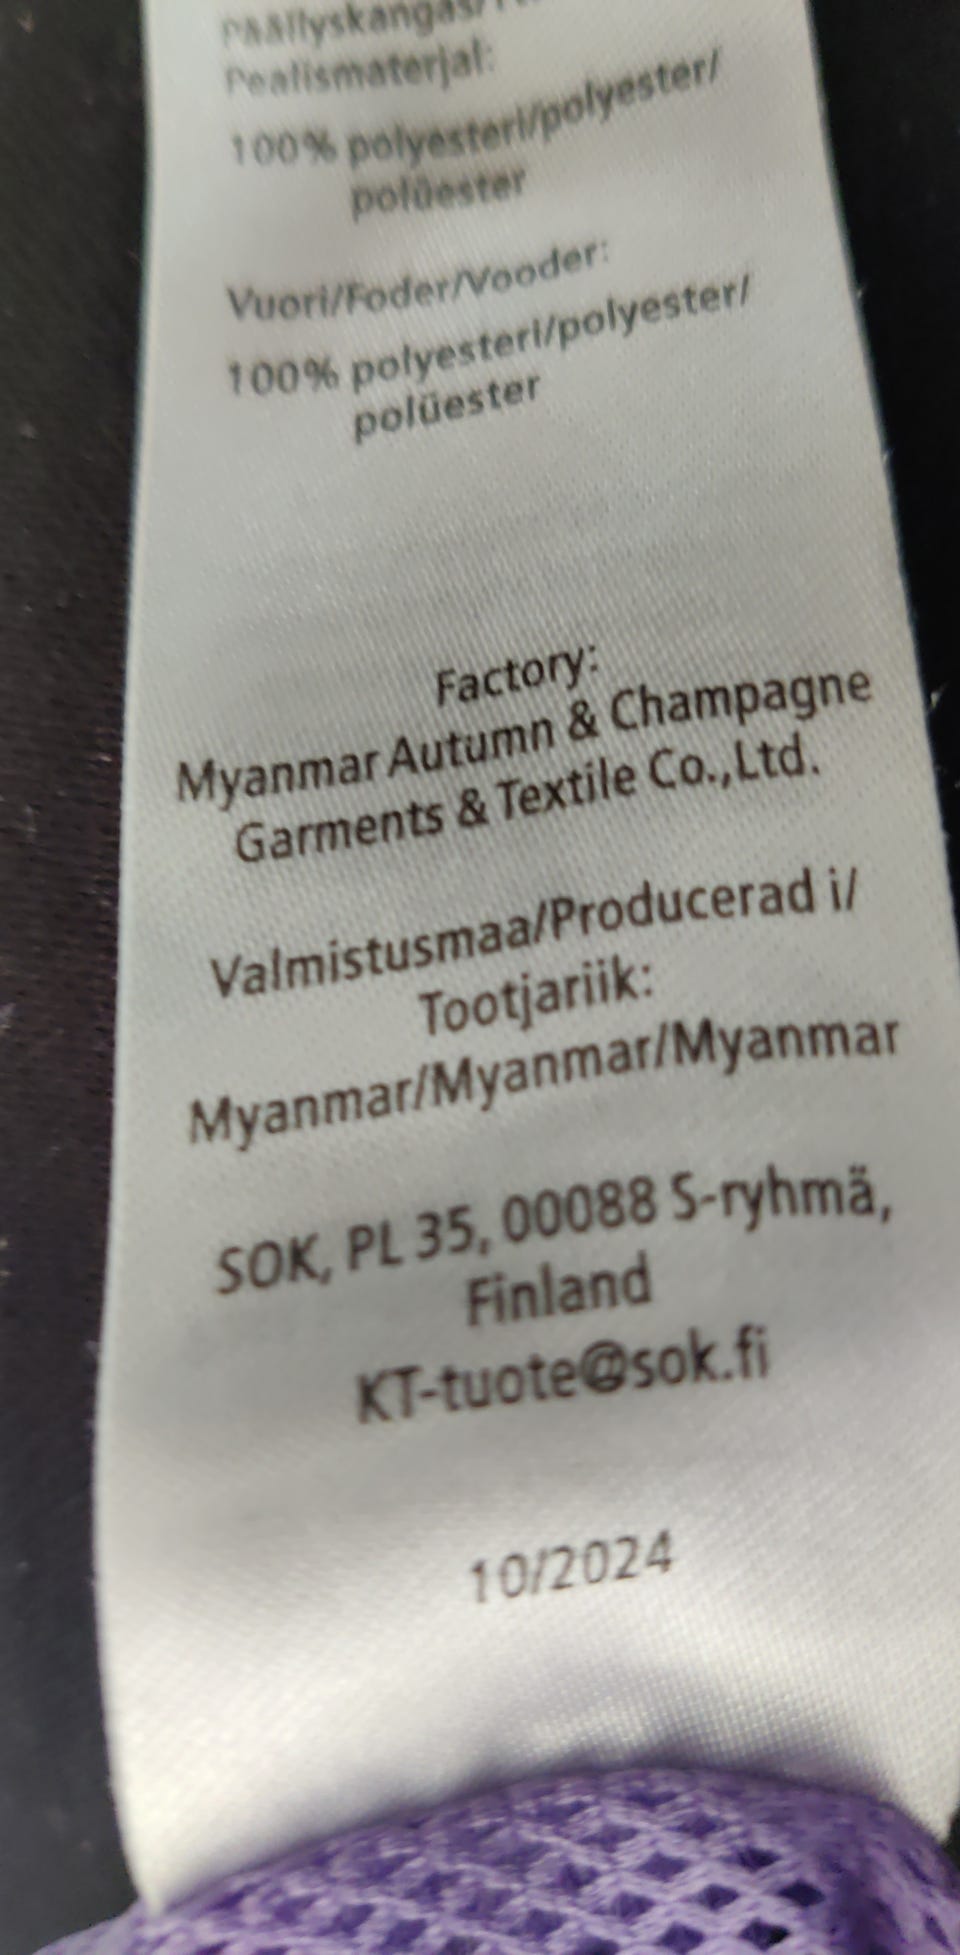 Päällyskangas/
Pealismaterjal:
100% polyesteri/polyester/
polüester
Vuori/Foder/Vooder:
100% polyesteri/polyester/
polüester
Factory:
Myanmar Autumn & Champagne
Garments & Textile Co.,Ltd.
Valmistusmaa/Producerad i/
Tootjariik:
Myanmar/Myanmar/Myanmar
SOK, PL 35, 00088 S-ryhmä,
Finland
KT-tuote@sok.fi
10/2024